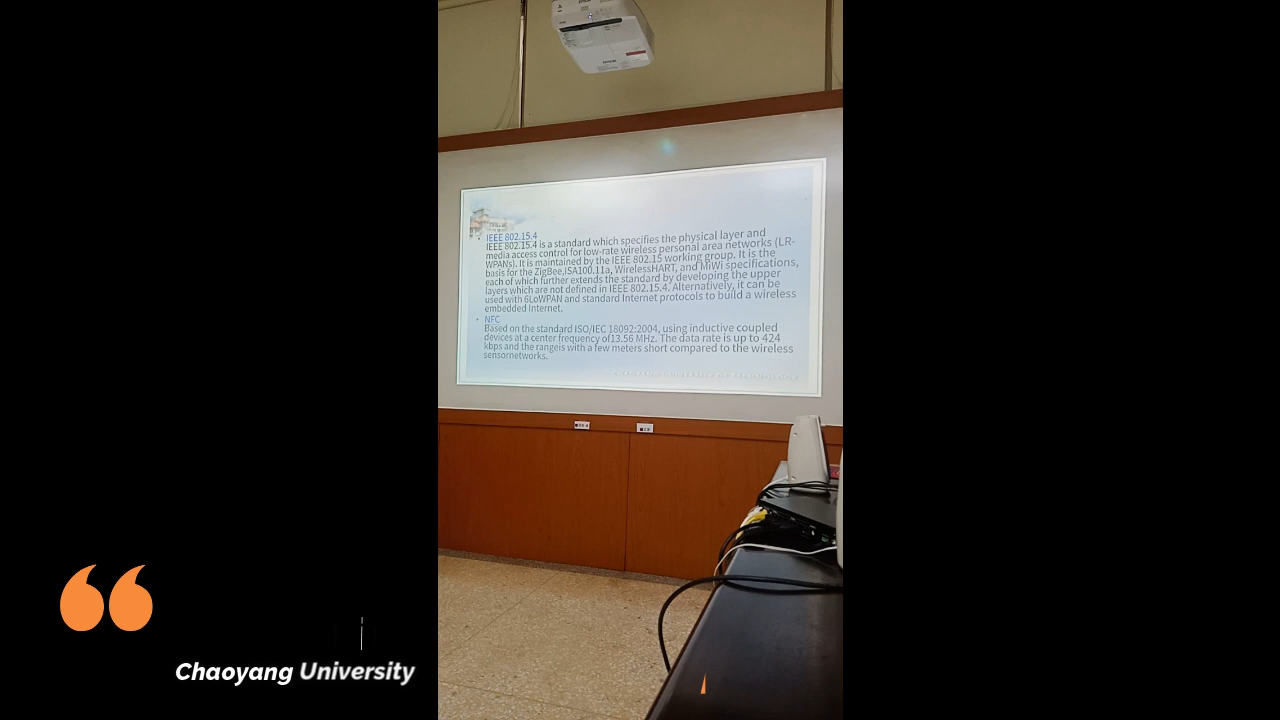 EPSON
IEEE 802.15.4
IEEE 802.15.4 is a standard which specifies the physical layer and
media access control for low-rate wireless personal area networks (LR-
WPANs). It is maintained by the IEEE 802.15 working group. It is the
basis for the ZigBee,ISA100.11a, WirelessHART, and MiWi specifications,
each of which further extends the standard by developing the upper
layers which are not defined in IEEE 802.15.4. Alternatively, it can be
used with 6LoWPAN and standard Internet protocols to build a wireless
embedded Internet.
NFC
Based on the standard ISO/IEC 18092:2004, using inductive coupled
devices at a center frequency of13.56 MHz. The data rate is up to 424
kbps and the rangeis with a few meters short compared to the wireless
sensornetworks.
Chaoyang University